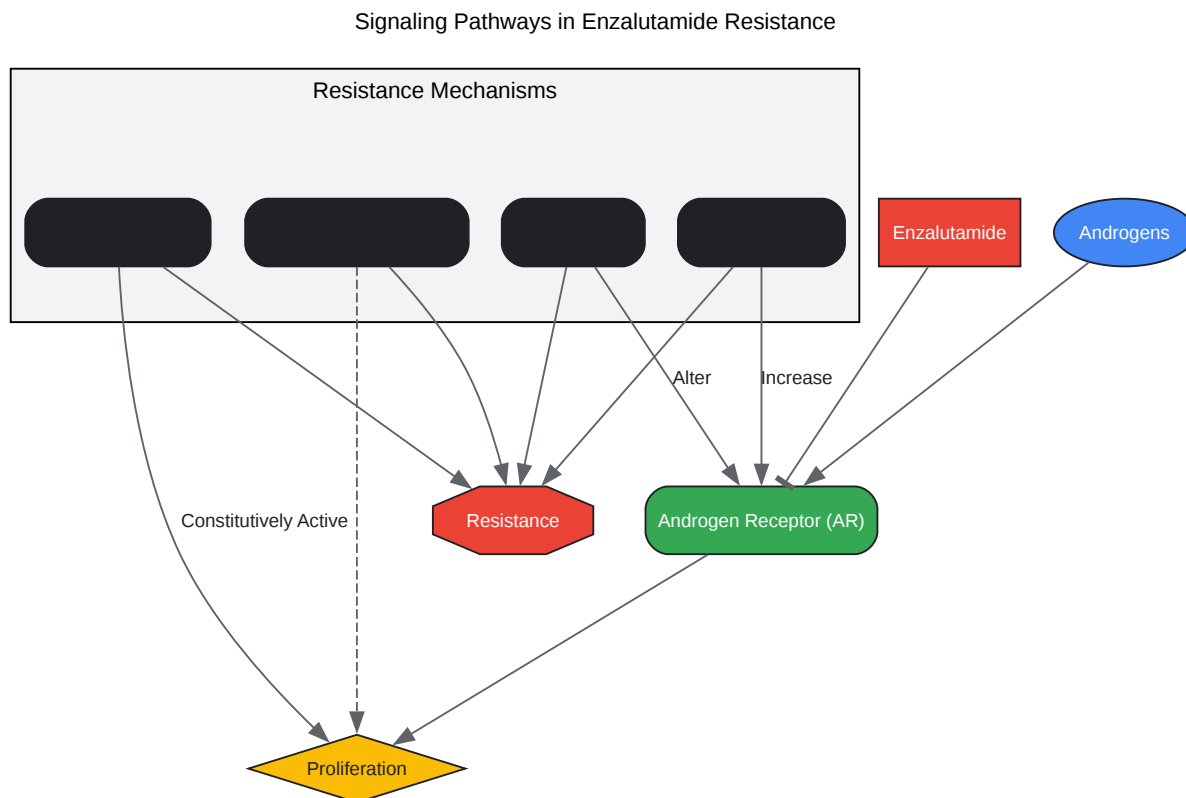 Signaling Pathways in Enzalutamide Resistance
Resistance Mechanisms
Enzalutamide
Androgens
Alter
Increase
Resistance
Androgen Receptor (AR)
Constitutively Active
Proliferation